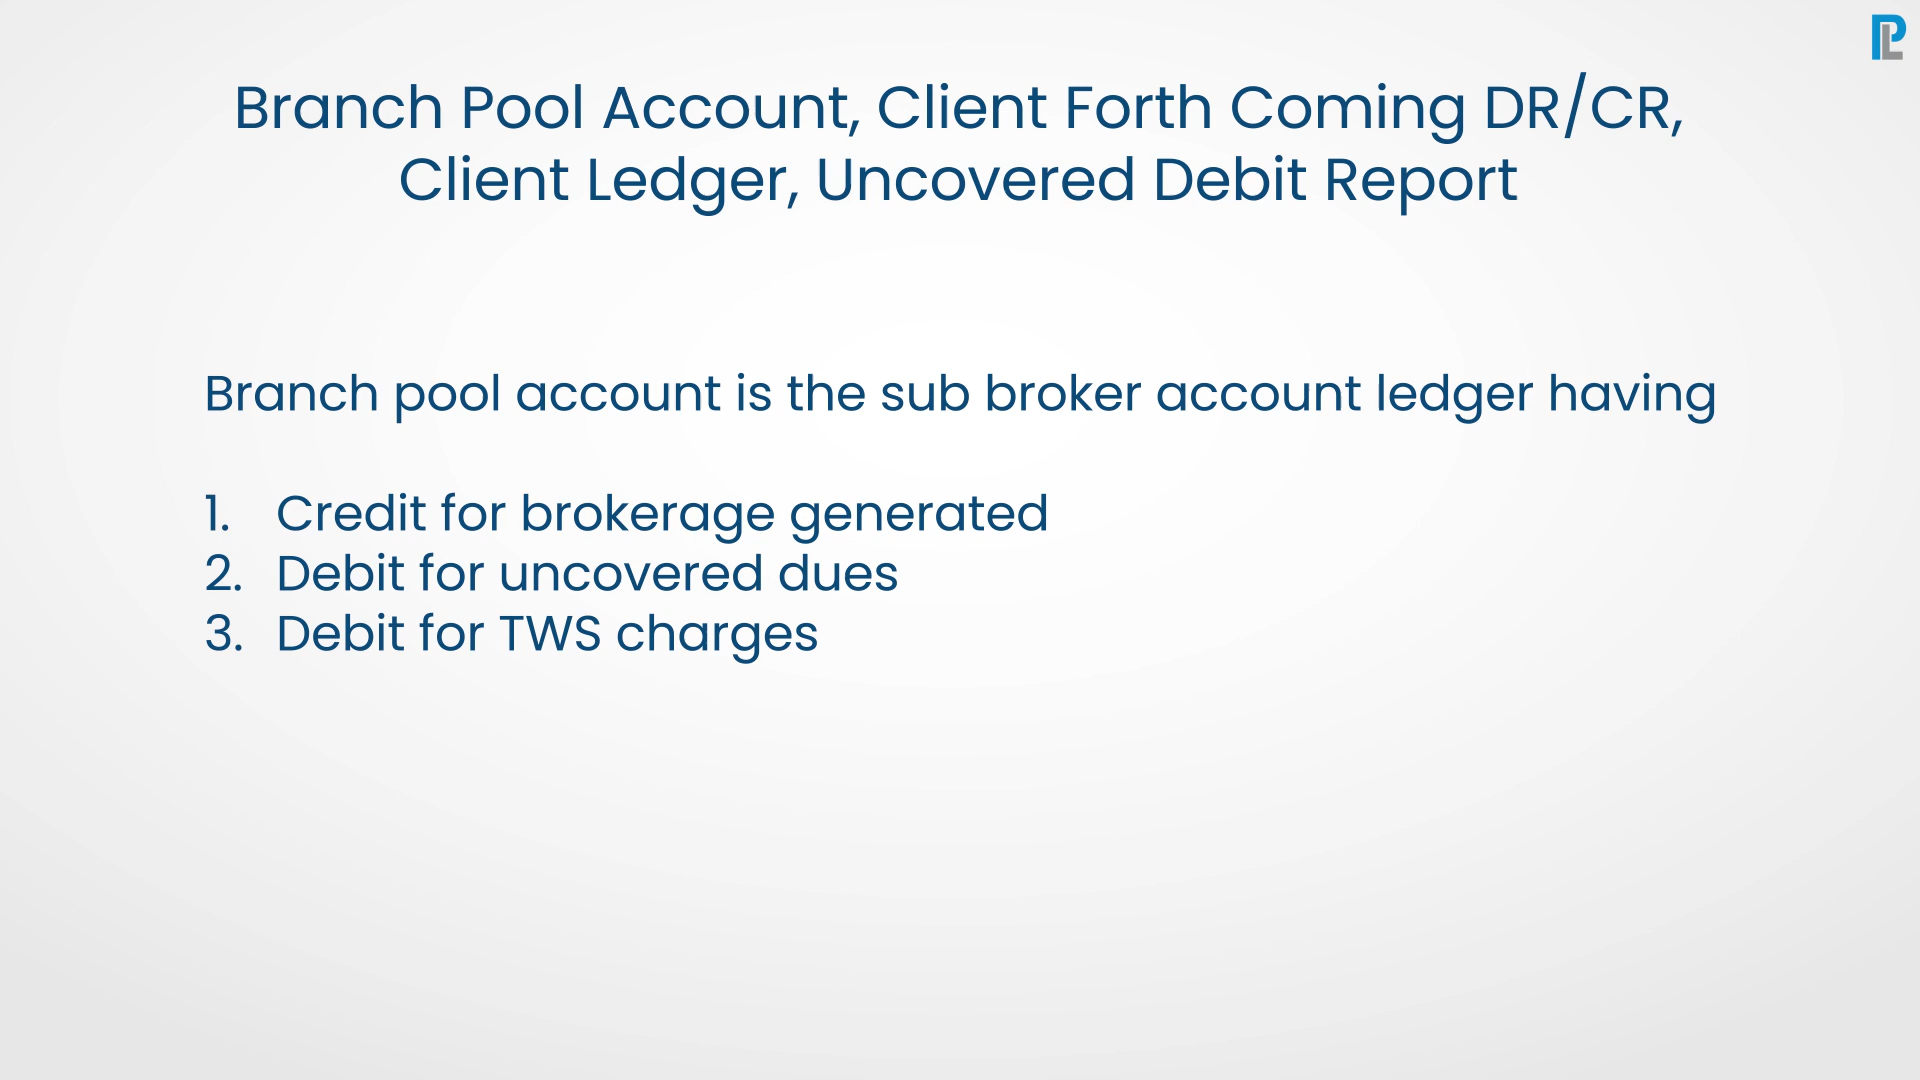 Branch Pool Account, Client Forth Coming DR/CR,
Client Ledger, Uncovered Debit Report
Branch pool account is the sub broker account ledger having
1. Credit for brokerage generated
2. Debit for uncovered dues
3. Debit for TWS charges